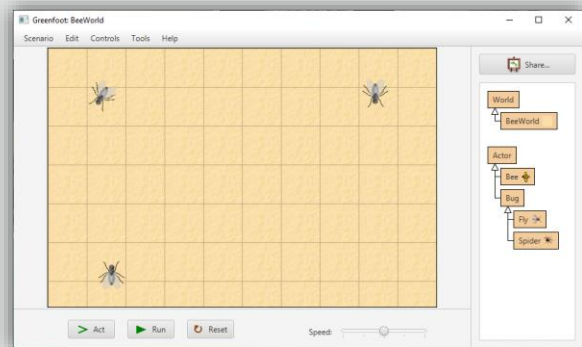 Greenfoot: BeeWorld
Scenario Edit Controls Tools Help
Share...
World
BeeWorld
Actor
Bee
Bug
Fly
Spider
Act Run Reset Speed: